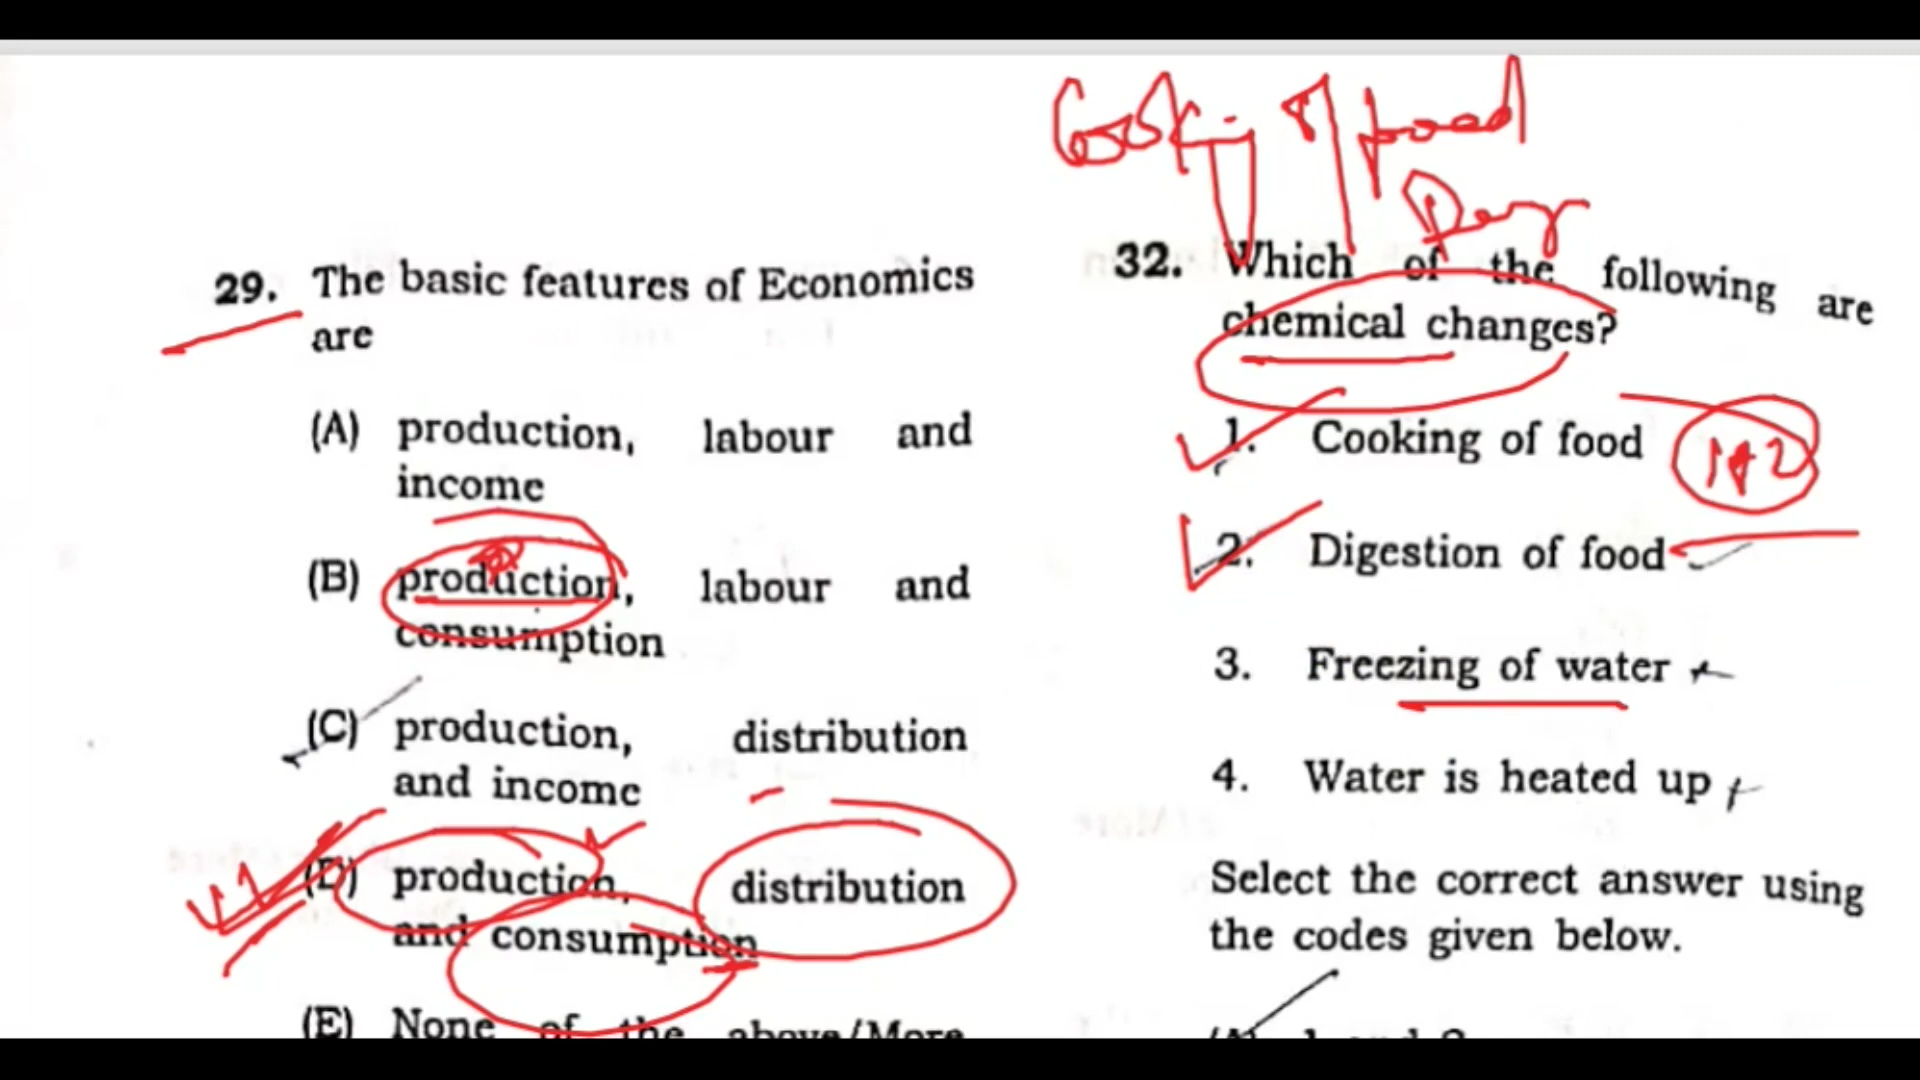 29. The basic features of Economics
are
(A) production, labour and
income
(B) production, labour and
consumption
(C) production, distribution
and income
(D) production, distribution
and consumption
(E) None of the above/More
Cooking of food
32. Which of the following are
chemical changes?
1. Cooking of food
1+2
2. Digestion of food
3. Freezing of water
4. Water is heated up
Select the correct answer using
the codes given below.